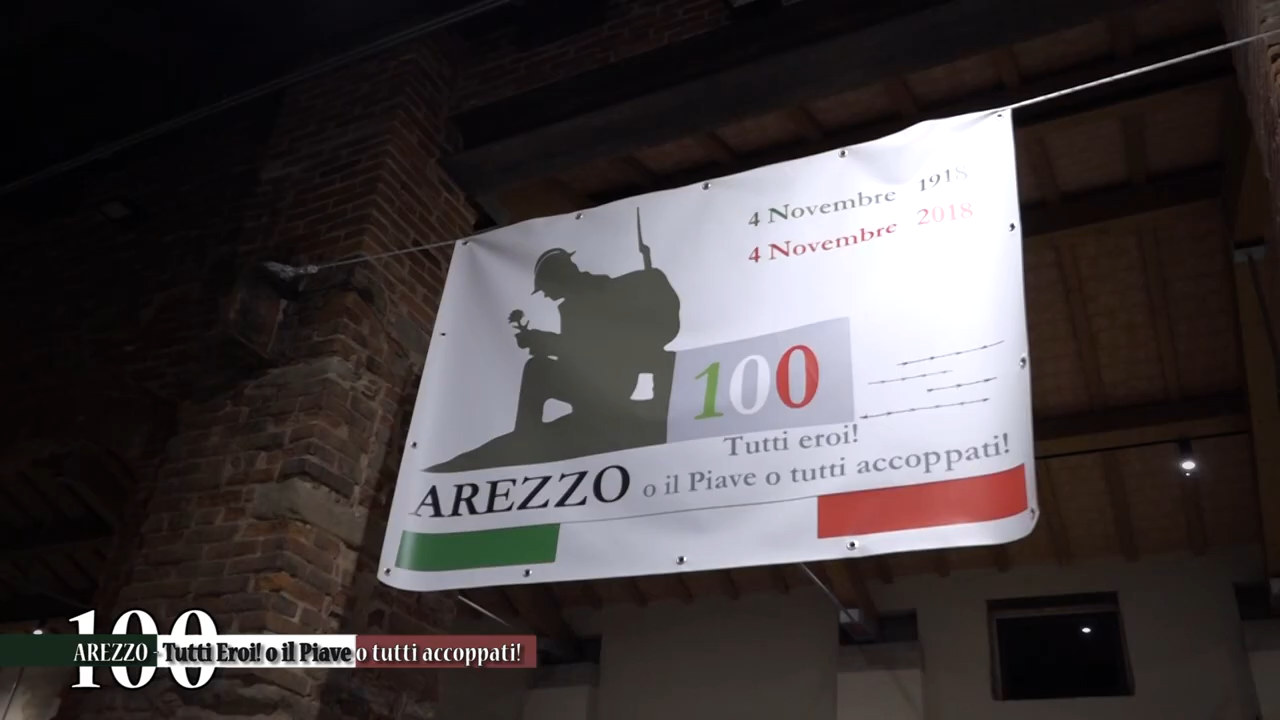 4 Novembre 1918
4 Novembre 2018
100
Tutti eroi!
AREZZO o il Piave o tutti accoppati!
100
AREZZO - Tutti Eroi! o il Piave o tutti accoppati!